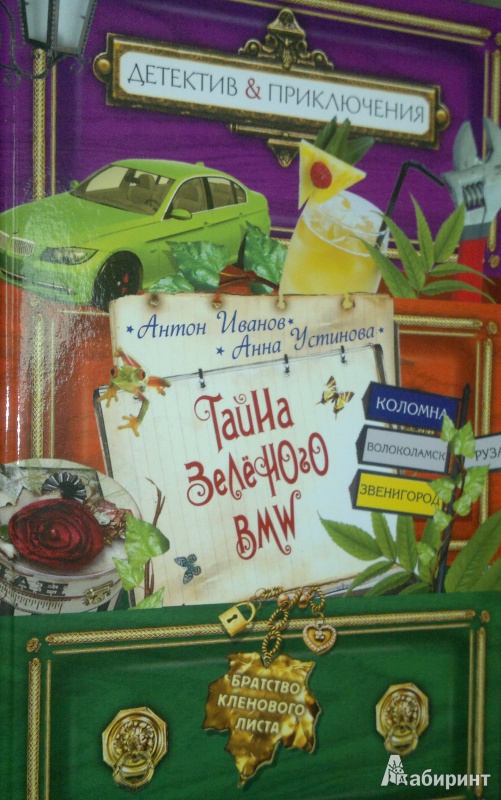 ДЕТЕКТИВ & ПРИКЛЮЧЕНИЯ
Антон Иванов
Анна Устинова
ТАЙНА
ЗЕЛЁНОГО
BMW
КОЛОМНА
ВОЛОКОЛАМСК
РУЗА
ЗВЕНИГОРОД
БРАТСТВО
КЛЕНОВОГО
ЛИСТА
Лабиринт